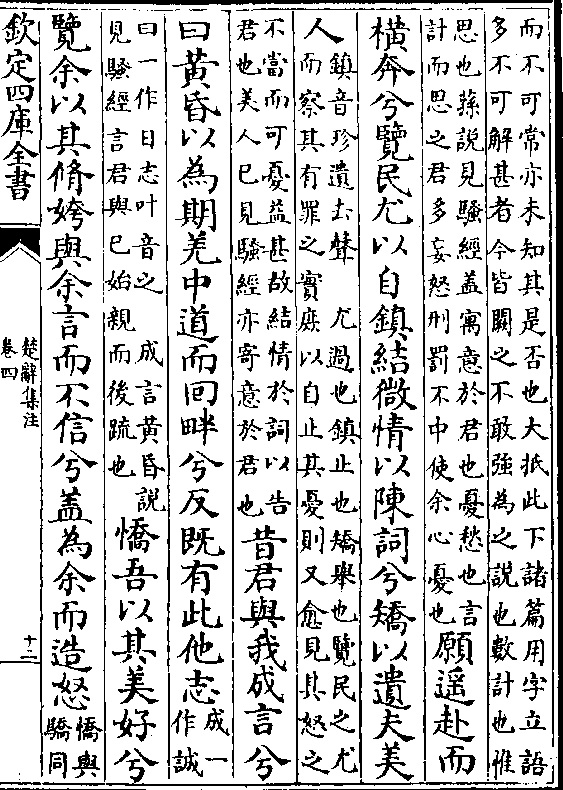 而不可常亦未知其是否也大抵此下諸篇用字立語
多不可解甚者今皆闕之不敢強為之說也數計也惟
思也蓀說見騷經蓋寓意於君也憂愁也言
計而思之君多妄怒刑罰不中使余心憂也
願遥赴而
橫奔兮覽民尤以自鎮結微情以陳詞兮矯以遺夫美
人
鎮音珍遺去聲　尤過也鎮止也矯舉也覽民之尤
而察其有罪之實庶以自止其憂則又愈見其怒之
不當而可憂益甚故結情於詞以告
君也美人已見騷經亦寄意於君也
昔君與我成言兮
曰黃昏以為期羌中道而回畔兮反既有此他志
成一
作誠
曰一作日志叶音之　成言黃昏說
見騷經言君與已始親而後疏也
憍吾以其美好兮
覽余以其脩姱與余言而不信兮蓋為余而造怒
憍與
驕同
欽定四庫全書
楚辭集注
卷四
十二